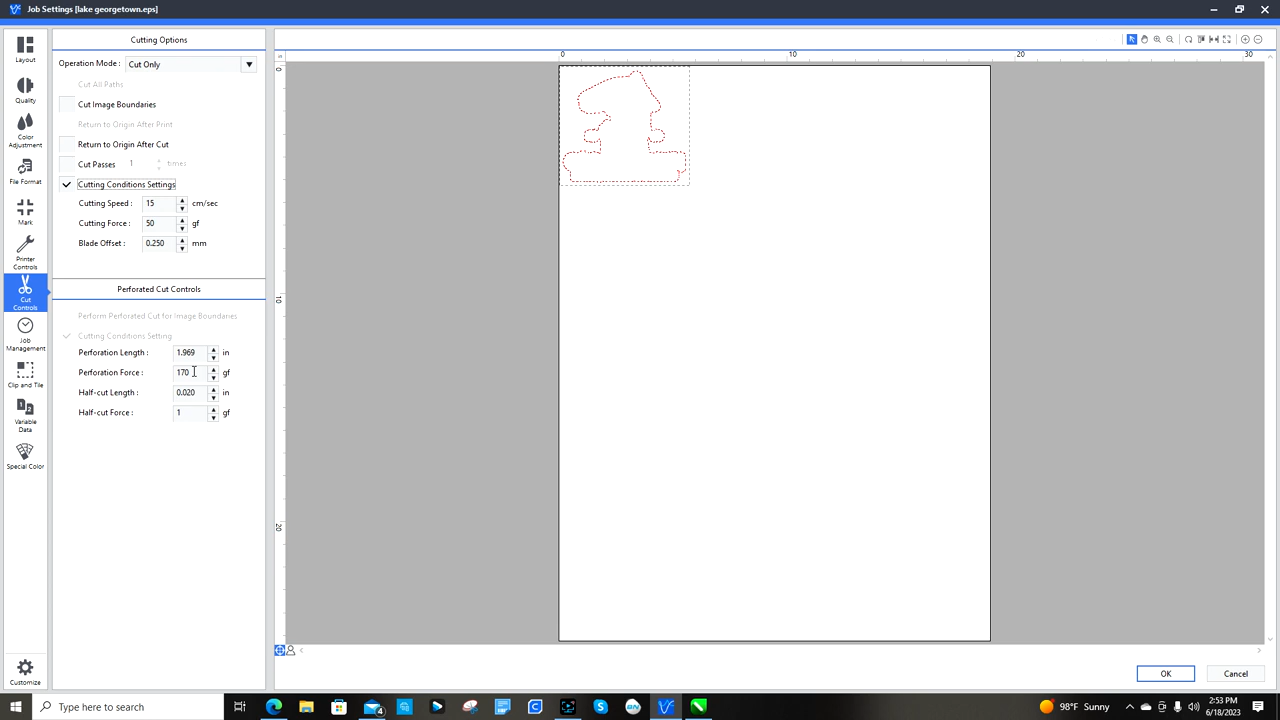 Job Settings [lake georgetown.eps]
Layout
Quality
Color
Adjustment
File Format
Mark
Printer
Controls
Cut
Controls
Job
Management
Clip and Tile
Variable
Data
Special Color
Customize
Cutting Options
Operation Mode : Cut Only
Cut All Paths
Cut Image Boundaries
Return to Origin After Print
Return to Origin After Cut
Cut Passes 1 times
Cutting Conditions Settings
Cutting Speed : 15 cm/sec
Cutting Force : 50 gf
Blade Offset : 0.250 mm
Perforated Cut Controls
Perform Perforated Cut for Image Boundaries
Cutting Conditions Setting
Perforation Length : 1.969 in
Perforation Force : 170 gf
Half-cut Length : 0.020 in
Half-cut Force : 1 gf
0 10 20 30
0
10
20
OK Cancel
Type here to search
4
98°F Sunny
2:53 PM
6/18/2023